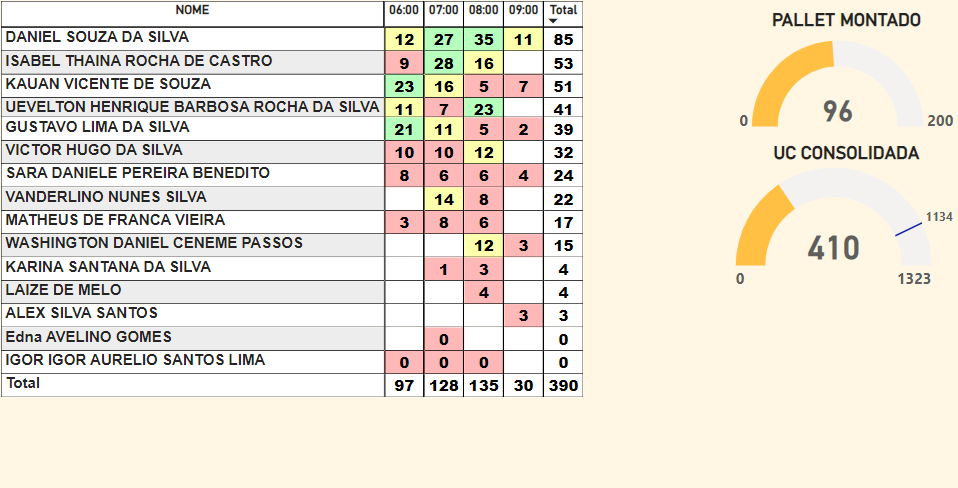 NOME 06:00 07:00 08:00 09:00 Total
DANIEL SOUZA DA SILVA 12 27 35 11 85
ISABEL THAINA ROCHA DE CASTRO 9 28 16 53
KAUAN VICENTE DE SOUZA 23 16 5 7 51
UEVELTON HENRIQUE BARBOSA ROCHA DA SILVA 11 7 23 41
GUSTAVO LIMA DA SILVA 21 11 5 2 39
VICTOR HUGO DA SILVA 10 10 12 32
SARA DANIELE PEREIRA BENEDITO 8 6 6 4 24
VANDERLINO NUNES SILVA 14 8 22
MATHEUS DE FRANCA VIEIRA 3 8 6 17
WASHINGTON DANIEL CENEME PASSOS 12 3 15
KARINA SANTANA DA SILVA 1 3 4
LAIZE DE MELO 4 4
ALEX SILVA SANTOS 3 3
Edna AVELINO GOMES 0 0
IGOR IGOR AURELIO SANTOS LIMA 0 0 0 0
Total 97 128 135 30 390
PALLET MONTADO
96
0 200
UC CONSOLIDADA
1134
410
0 1323